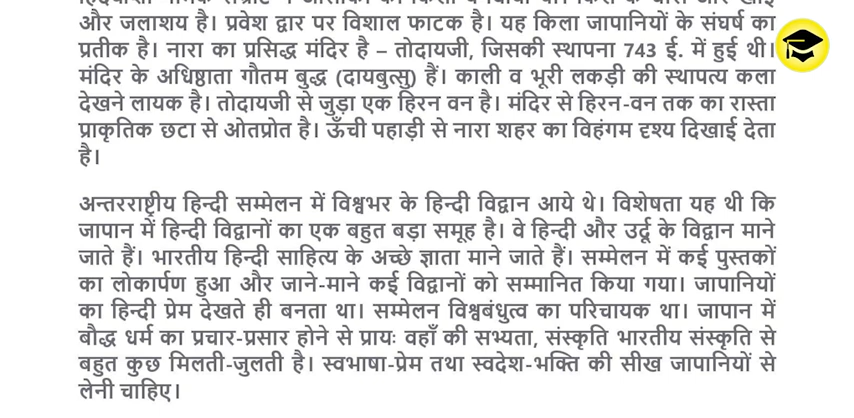 और जलाशय है। प्रवेश द्वार पर विशाल फाटक है। यह किला जापानियों के संघर्ष का
प्रतीक है। नारा का प्रसिद्ध मंदिर है – तोदायजी, जिसकी स्थापना 743 ई. में हुई थी।
मंदिर के अधिष्ठाता गौतम बुद्ध (दायबुत्सु) हैं। काली व भूरी लकड़ी की स्थापत्य कला
देखने लायक है। तोदायजी से जुड़ा एक हिरन वन है। मंदिर से हिरन-वन तक का रास्ता
प्राकृतिक छटा से ओतप्रोत है। ऊँची पहाड़ी से नारा शहर का विहंगम दृश्य दिखाई देता
है।
अन्तरराष्ट्रीय हिन्दी सम्मेलन में विश्वभर के हिन्दी विद्वान आये थे। विशेषता यह थी कि
जापान में हिन्दी विद्वानों का एक बहुत बड़ा समूह है। वे हिन्दी और उर्दू के विद्वान माने
जाते हैं। भारतीय हिन्दी साहित्य के अच्छे ज्ञाता माने जाते हैं। सम्मेलन में कई पुस्तकों
का लोकार्पण हुआ और जाने-माने कई विद्वानों को सम्मानित किया गया। जापानियों
का हिन्दी प्रेम देखते ही बनता था। सम्मेलन विश्वबंधुत्व का परिचायक था। जापान में
बौद्ध धर्म का प्रचार-प्रसार होने से प्रायः वहाँ की सभ्यता, संस्कृति भारतीय संस्कृति से
बहुत कुछ मिलती-जुलती है। स्वभाषा-प्रेम तथा स्वदेश-भक्ति की सीख जापानियों से
लेनी चाहिए।